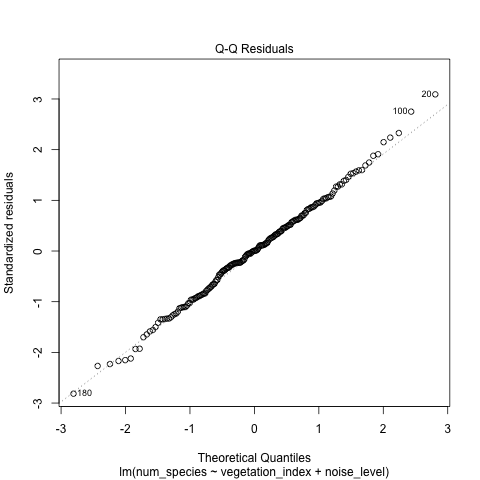 Q-Q Residuals
Standardized residuals
3
2
1
0
-1
-2
-3
20
100
180
-3 -2 -1 0 1 2 3
Theoretical Quantiles
lm(num_species ~ vegetation_index + noise_level)